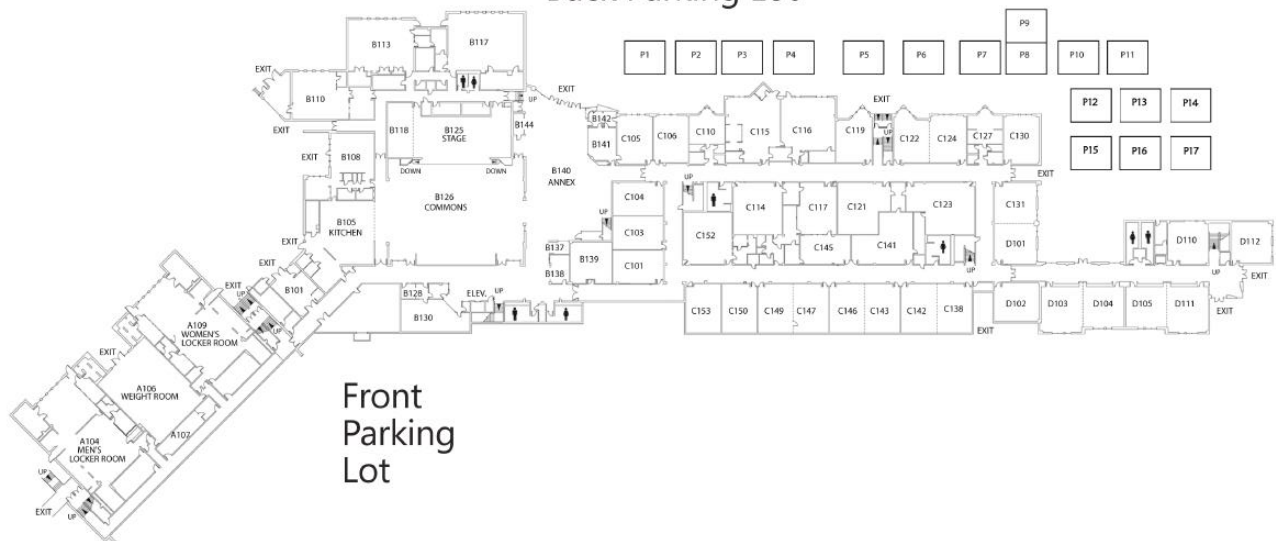 Back Parking Lot
P9
P1
P2
P3
P4
P5
P6
P7
P8
P10
P11
P12
P13
P14
P15
P16
P17
B113
B117
EXIT
B110
EXIT
UP
EXIT
B144
B118
B125
STAGE
DOWN
DOWN
EXIT
B108
B126
COMMONS
B105
KITCHEN
B142
B141
B140
ANNEX
C105
C106
C110
C115
C116
C119
EXIT
UP
C122
C124
C127
C130
EXIT
UP
C104
C114
C117
C121
C123
C131
UP
C103
C152
C145
C141
D101
B137
B138
B139
C101
UP
D110
UP
D112
EXIT
EXIT
EXIT
EXIT
UP
B101
UP
B128
B130
ELEV.
UP
C153
C150
C149
C147
C146
C143
C142
C138
EXIT
D102
D103
D104
D105
D111
EXIT
A109
WOMEN'S
LOCKER ROOM
EXIT
A106
WEIGHT ROOM
A107
A104
MEN'S
LOCKER ROOM
UP
EXIT
UP
Front
Parking
Lot